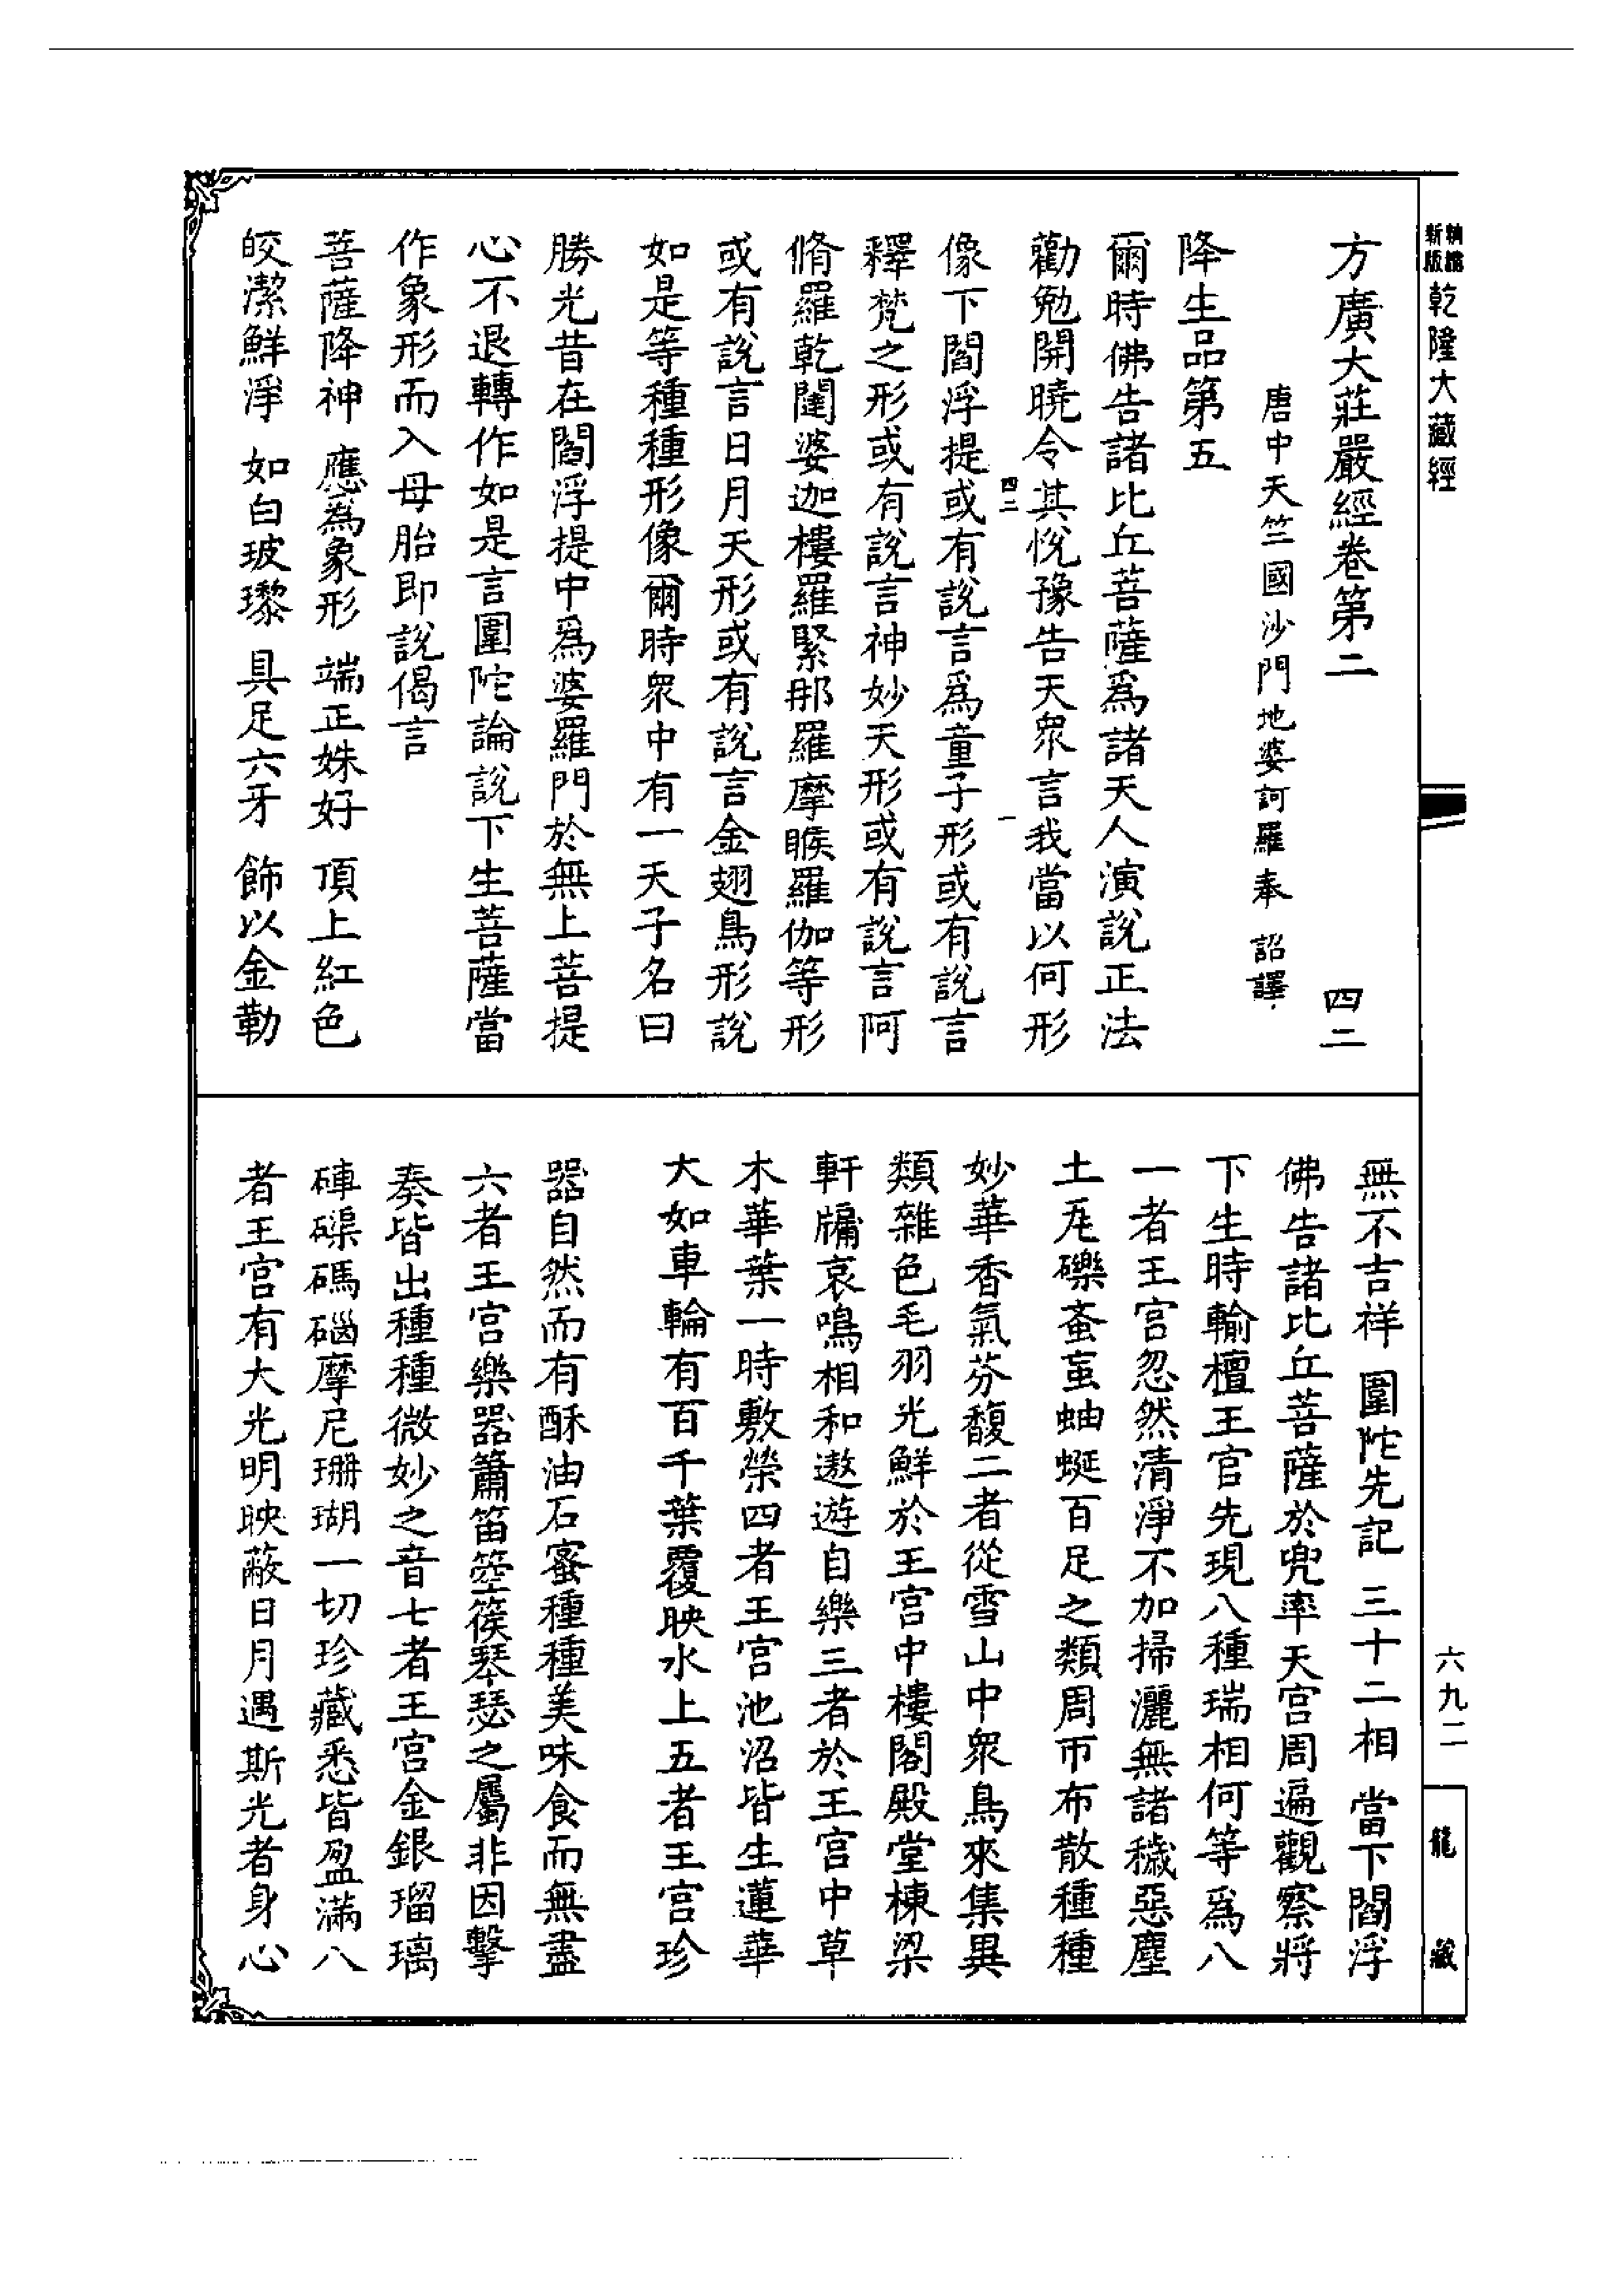 精縮
新版
乾隆大藏經
方廣大莊嚴經卷第二 四二
唐中天竺國沙門地婆訶羅奉 詔譯
降生品第五
爾時佛告諸比丘菩薩爲諸天人演說正法
勸勉開曉令其悅豫告天眾言我當以何形
四二 一
像下閻浮提或有說言爲童子形或有說言
釋梵之形或有說言神妙天形或有說言阿
脩羅乾闥婆迦樓羅緊那羅摩睺羅伽等形
或有說言日月天形或有說言金翅鳥形說
如是等種種形像爾時眾中有一天子名曰
勝光昔在閻浮提中爲婆羅門於無上菩提
心不退轉作如是言圍陀論說下生菩薩當
作象形而入母胎即說偈言
菩薩降神 應爲象形 端正姝好 頂上紅色
皎潔鮮淨 如白玻瓈 具足六牙 飾以金勒
無不吉祥 圍陀先記 三十二相 當下閻浮
佛告諸比丘菩薩於兜率天宮周遍觀察將
下生時輸檀王宮先現八種瑞相何等爲八
一者王宮忽然清淨不加掃灑無諸穢惡塵
土瓦礫蚉䖟蚰蜒百足之類周帀布散種種
妙華香氣芬馥二者從雪山中眾鳥來集異
類雜色毛羽光鮮於王宮中樓閣殿堂棟梁
軒牖哀鳴相和遨遊自樂三者於王宮中草
木華葉一時敷榮四者王宮池沼皆生蓮華
大如車輪有百千葉覆映水上五者王宮珍
器自然而有酥油石蜜種種美味食而無盡
六者王宮樂器簫笛箜篌琴瑟之屬非因擊
奏皆出種種微妙之音七者王宮金銀瑠璃
硨磲碼碯摩尼珊瑚一切珍藏悉皆盈滿八
者王宮有大光明映蔽日月遇斯光者身心
六九二
龍藏